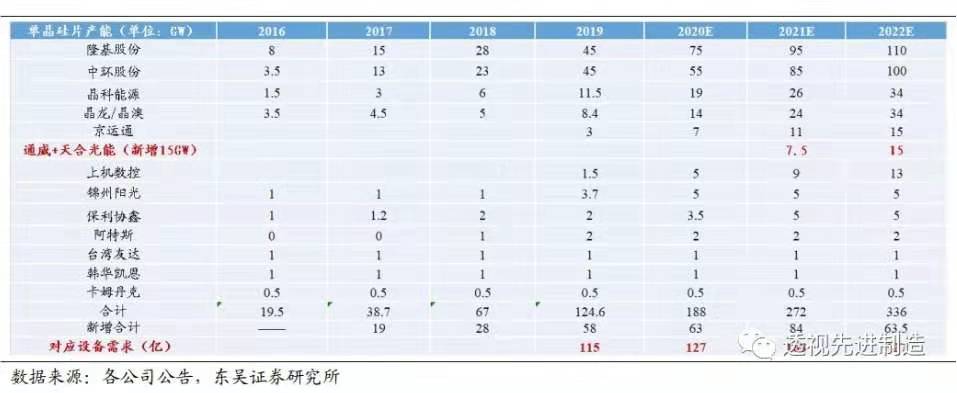 单晶硅片产能（单位：GW） 2016 2017 2018 2019 2020E 2021E 2022E
隆基股份 8 15 28 45 75 95 110
中环股份 3.5 13 23 45 55 85 100
晶科能源 1.5 3 6 11.5 19 26 34
晶龙/晶澳 3.5 4.5 5 8.4 14 24 34
京运通 3 7 11 15
通威+天合光能（新增15GW） 7.5 15
上机数控 1.5 5 9 13
锦州阳光 1 1 1 3.7 5 5 5
保利协鑫 1 1.2 2 2 3.5 5 5
阿特斯 0 0 1 2 2 2 2
台湾友达 1 1 1 1 1 1 1
韩华凯恩 1 1 1 1 1 1 1
卡姆丹克 0.5 0.5 0.5 0.5 0.5 0.5 0.5
合计 19.5 38.7 67 124.6 188 272 336
新增合计 —— 19 28 58 63 84 63.5
对应设备需求（亿） 115 127
透视先进制造
数据来源：各公司公告，东吴证券研究所